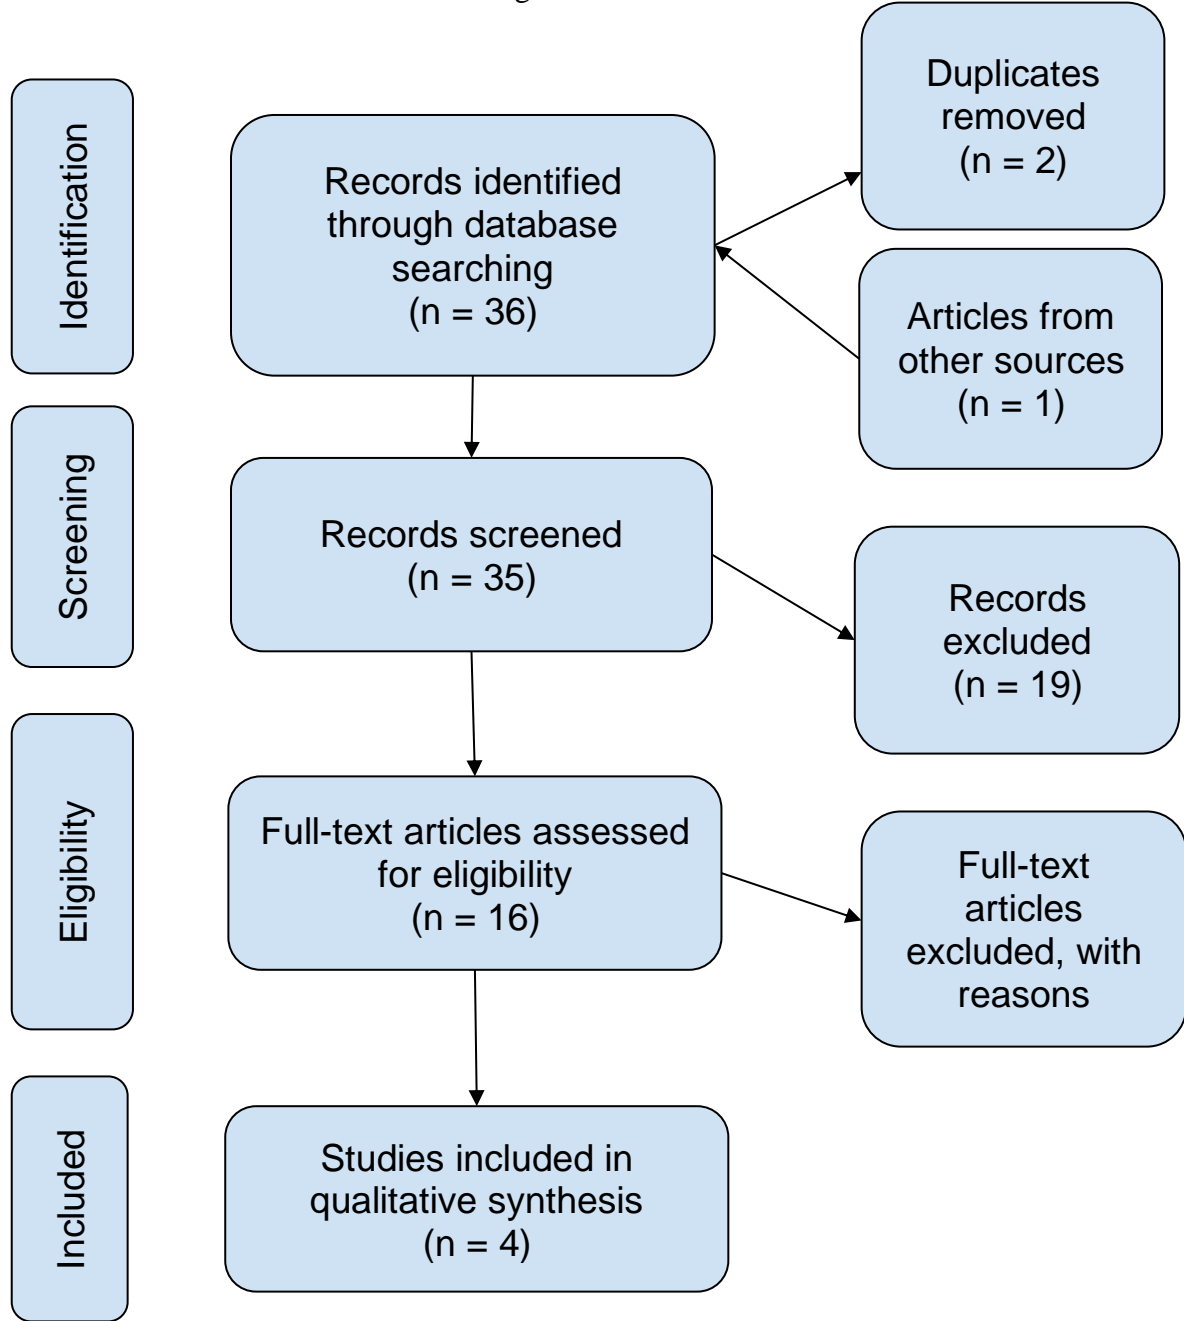 Identification
Records identified
through database
searching
(n = 36)
Duplicates
removed
(n = 2)
Articles from
other sources
(n = 1)
Screening
Records screened
(n = 35)
Records
excluded
(n = 19)
Eligibility
Full-text articles assessed
for eligibility
(n = 16)
Full-text
articles
excluded, with
reasons
Included
Studies included in
qualitative synthesis
(n = 4)